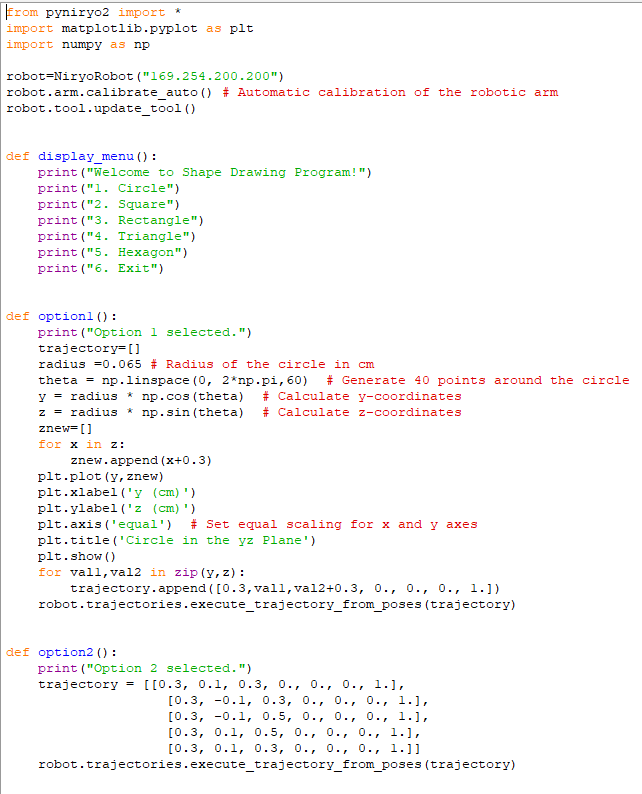 from pyniryo2 import *
import matplotlib.pyplot as plt
import numpy as np
robot=NiryoRobot("169.254.200.200")
robot.arm.calibrate_auto() # Automatic calibration of the robotic arm
robot.tool.update_tool()
def display_menu():
    print("Welcome to Shape Drawing Program!")
    print("1. Circle")
    print("2. Square")
    print("3. Rectangle")
    print("4. Triangle")
    print("5. Hexagon")
    print("6. Exit")
def option1():
    print("Option 1 selected.")
    trajectory=[]
    radius =0.065 # Radius of the circle in cm
    theta = np.linspace(0, 2*np.pi,60)  # Generate 40 points around the circle
    y = radius * np.cos(theta)  # Calculate y-coordinates
    z = radius * np.sin(theta)  # Calculate z-coordinates
    znew=[]
    for x in z:
        znew.append(x+0.3)
    plt.plot(y,znew)
    plt.xlabel('y (cm)')
    plt.ylabel('z (cm)')
    plt.axis('equal')  # Set equal scaling for x and y axes
    plt.title('Circle in the yz Plane')
    plt.show()
    for val1,val2 in zip(y,z):
        trajectory.append([0.3,val1,val2+0.3, 0., 0., 0., 1.])
    robot.trajectories.execute_trajectory_from_poses(trajectory)
def option2():
    print("Option 2 selected.")
    trajectory = [[0.3, 0.1, 0.3, 0., 0., 0., 1.],
                    [0.3, -0.1, 0.3, 0., 0., 0., 1.],
                    [0.3, -0.1, 0.5, 0., 0., 0., 1.],
                    [0.3, 0.1, 0.5, 0., 0., 0., 1.],
                    [0.3, 0.1, 0.3, 0., 0., 0., 1.]]
    robot.trajectories.execute_trajectory_from_poses(trajectory)